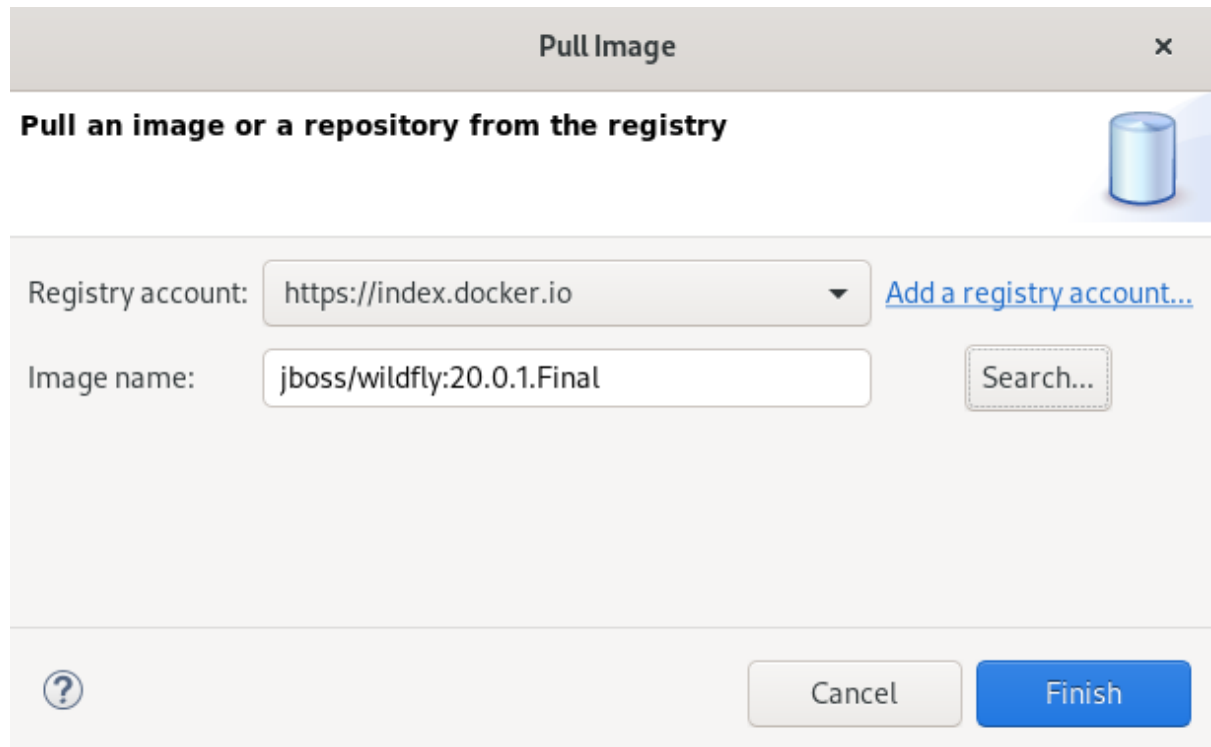 Pull Image
Pull an image or a repository from the registry
Registry account: https://index.docker.io Add a registry account...
Image name: jboss/wildfly:20.0.1.Final Search...
Cancel Finish